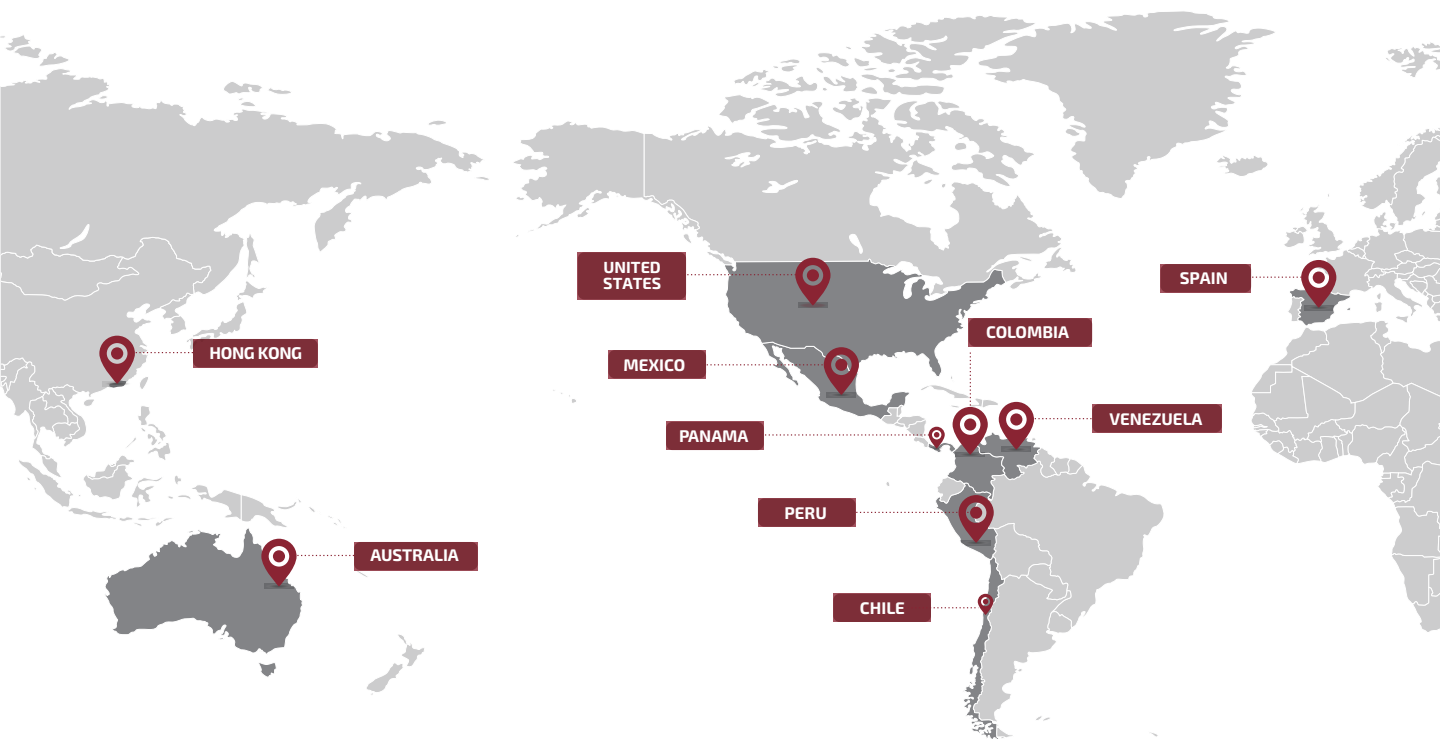 UNITED
STATES
SPAIN
COLOMBIA
HONG KONG
MEXICO
VENEZUELA
PANAMA
PERU
AUSTRALIA
CHILE